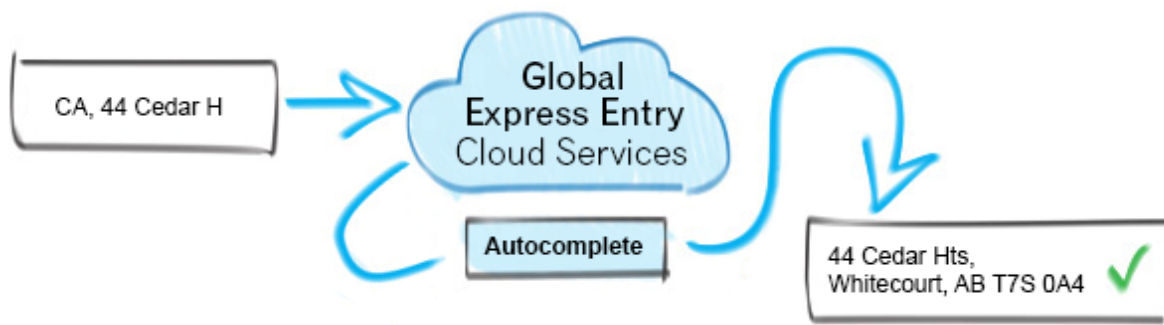 CA, 44 Cedar H
Global
Express Entry
Cloud Services
Autocomplete
44 Cedar Hts,
Whitecourt, AB T7S 0A4